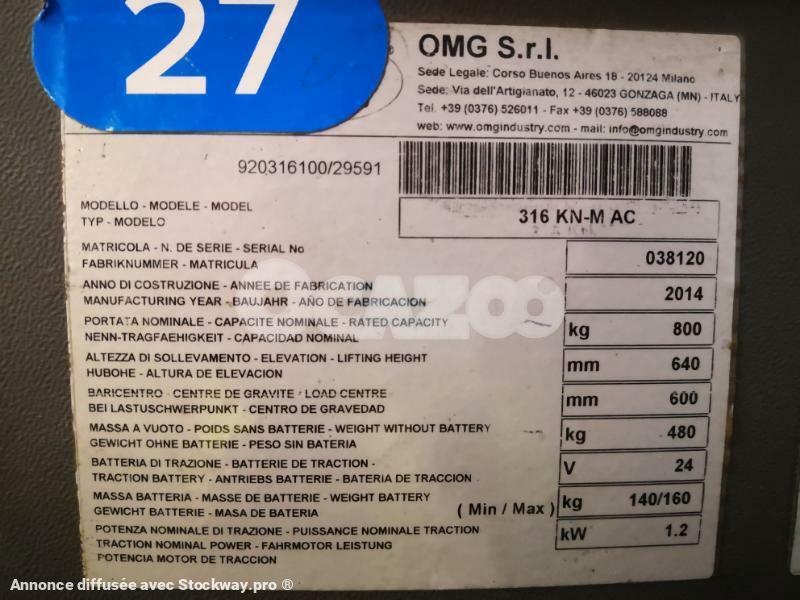 27
OMG S.r.l.
Sede Legale: Corso Buenos Aires 18 - 20124 Milano
Sede: Via dell'Artigianato, 12 - 46023 GONZAGA (MN) - ITALY
Tel. +39 (0376) 526011 - Fax +39 (0376) 588088
web: www.omgindustry.com - mail: info@omgindustry.com
920316100/29591
MODELLO - MODELE - MODEL
TYP - MODELO
316 KN-M AC
MATRICOLA - N. DE SERIE - SERIAL No
FABRIKNUMMER - MATRICULA
038120
ANNO DI COSTRUZIONE - ANNEE DE FABRICATION
MANUFACTURING YEAR - BAUJAHR - AÑO DE FABRICACION
2014
PORTATA NOMINALE - CAPACITE NOMINALE - RATED CAPACITY
NENN-TRAGFAEHIGKEIT - CAPACIDAD NOMINAL
kg 800
ALTEZZA DI SOLLEVAMENTO - ELEVATION - LIFTING HEIGHT
HUBOHE - ALTURA DE ELEVACION
mm 640
BARICENTRO - CENTRE DE GRAVITE - LOAD CENTRE
BEI LASTUSCHWERPUNKT - CENTRO DE GRAVEDAD
mm 600
MASSA A VUOTO - POIDS SANS BATTERIE - WEIGHT WITHOUT BATTERY
GEWICHT OHNE BATTERIE - PESO SIN BATERIA
kg 480
BATTERIA DI TRAZIONE - BATTERIE DE TRACTION -
TRACTION BATTERY - ANTRIEBS BATTERIE - BATERIA DE TRACCION
V 24
MASSA BATTERIA - MASSE DE BATTERIE - WEIGHT BATTERY
GEWICHT BATTERIE - MASA DE BATERIA
( Min / Max ) kg 140/160
POTENZA NOMINALE DI TRAZIONE - PUISSANCE NOMINALE TRACTION
TRACTION NOMINAL POWER - FAHRMOTOR LEISTUNG
POTENCIA MOTOR DE TRACCION
kW 1.2
OCAZOO
Annonce diffusée avec Stockway.pro ®